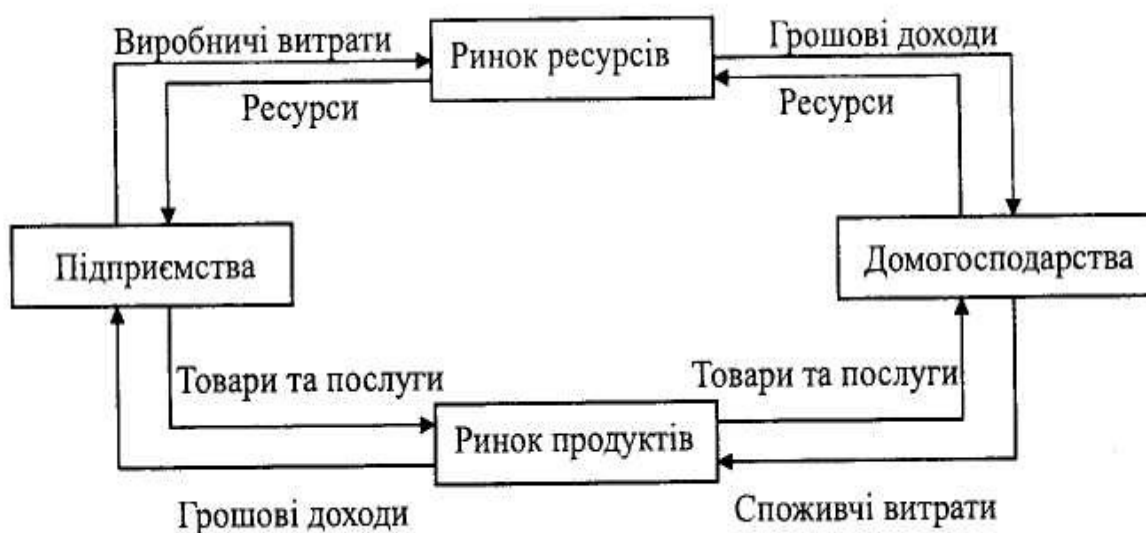 Виробничі витрати
Ринок ресурсів
Грошові доходи
Ресурси
Ресурси
Підприємства
Домогосподарства
Товари та послуги
Товари та послуги
Ринок продуктів
Грошові доходи
Споживчі витрати